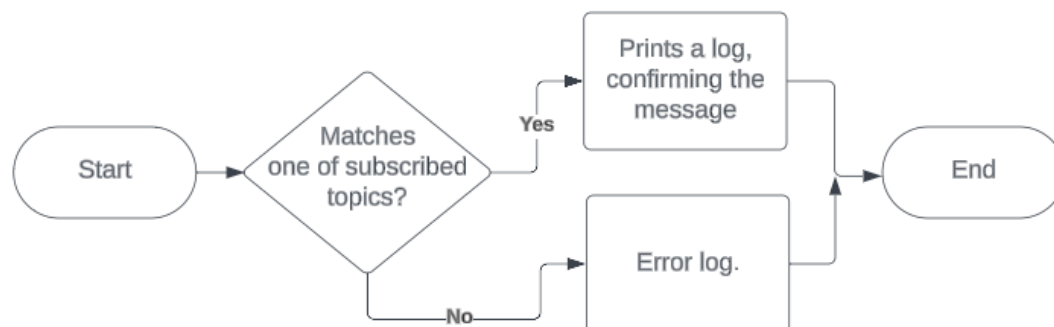 Start
Matches
one of subscribed
topics?
Yes
Prints a log,
confirming the
message
No
Error log.
End